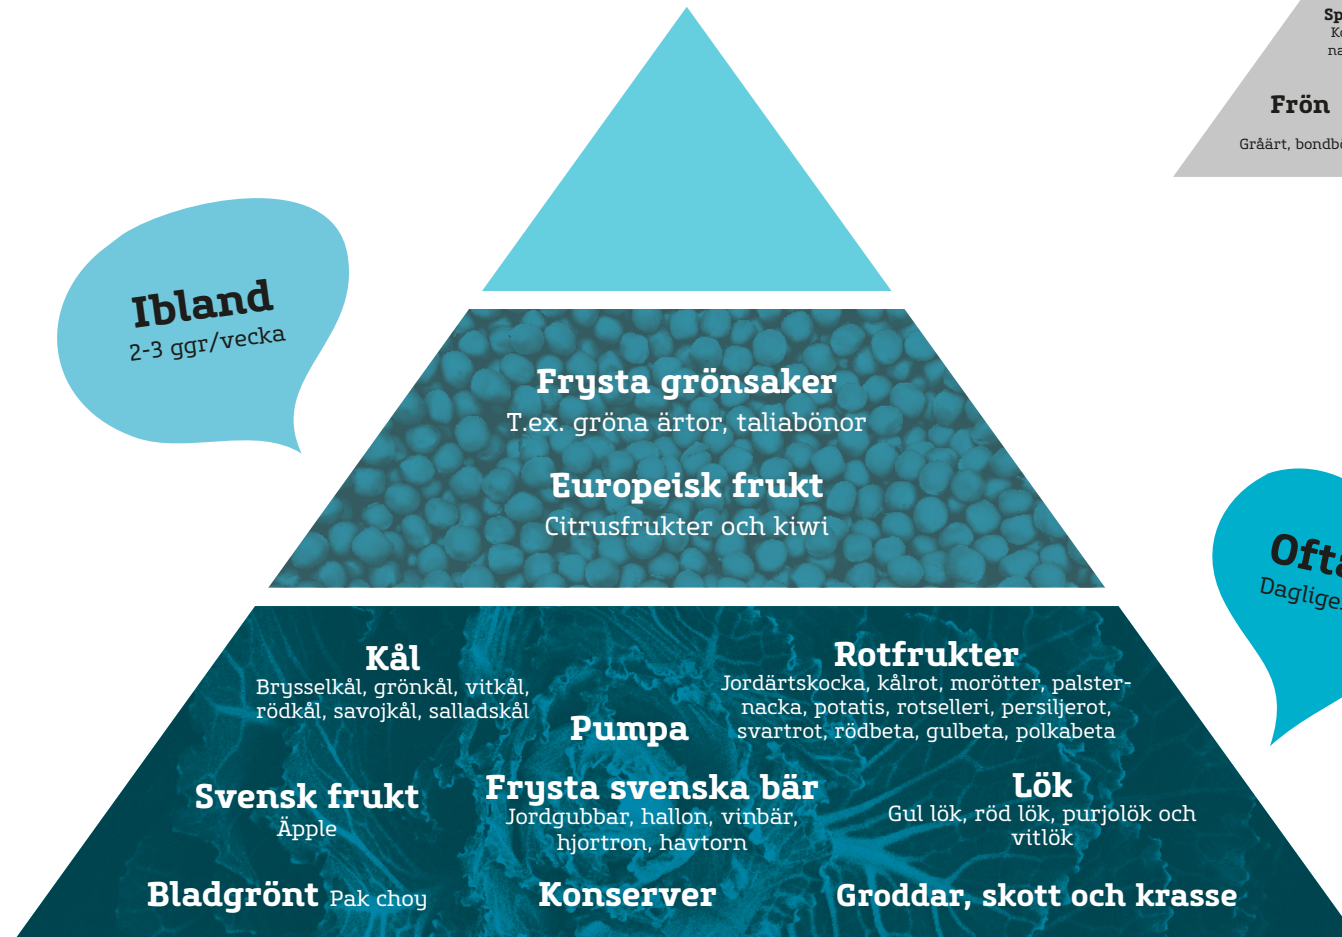 Frön
Gråärt,
Ibland
2-3 ggr/vecka
Frysta grönsaker
T.ex. gröna ärtor, taliabönor
Europeisk frukt
Citrusfrukter och kiwi
Kål
Brysselkål, grönkål, vitkål,
rödkål, savojkål, salladskål
Rotfrukter
Jordärtskocka, kålrot, morötter, palster-
nacka, potatis, rotselleri, persiljerot,
svartrot, rödbeta, gulbeta, polkabeta
Pumpa
Svensk frukt
Äpple
Frysta svenska bär
Jordgubbar, hallon, vinbär,
hjortron, havtorn
Lök
Gul lök, röd lök, purjolök och
vitlök
Bladgrönt Pak choy
Konserver
Groddar, skott och krasse